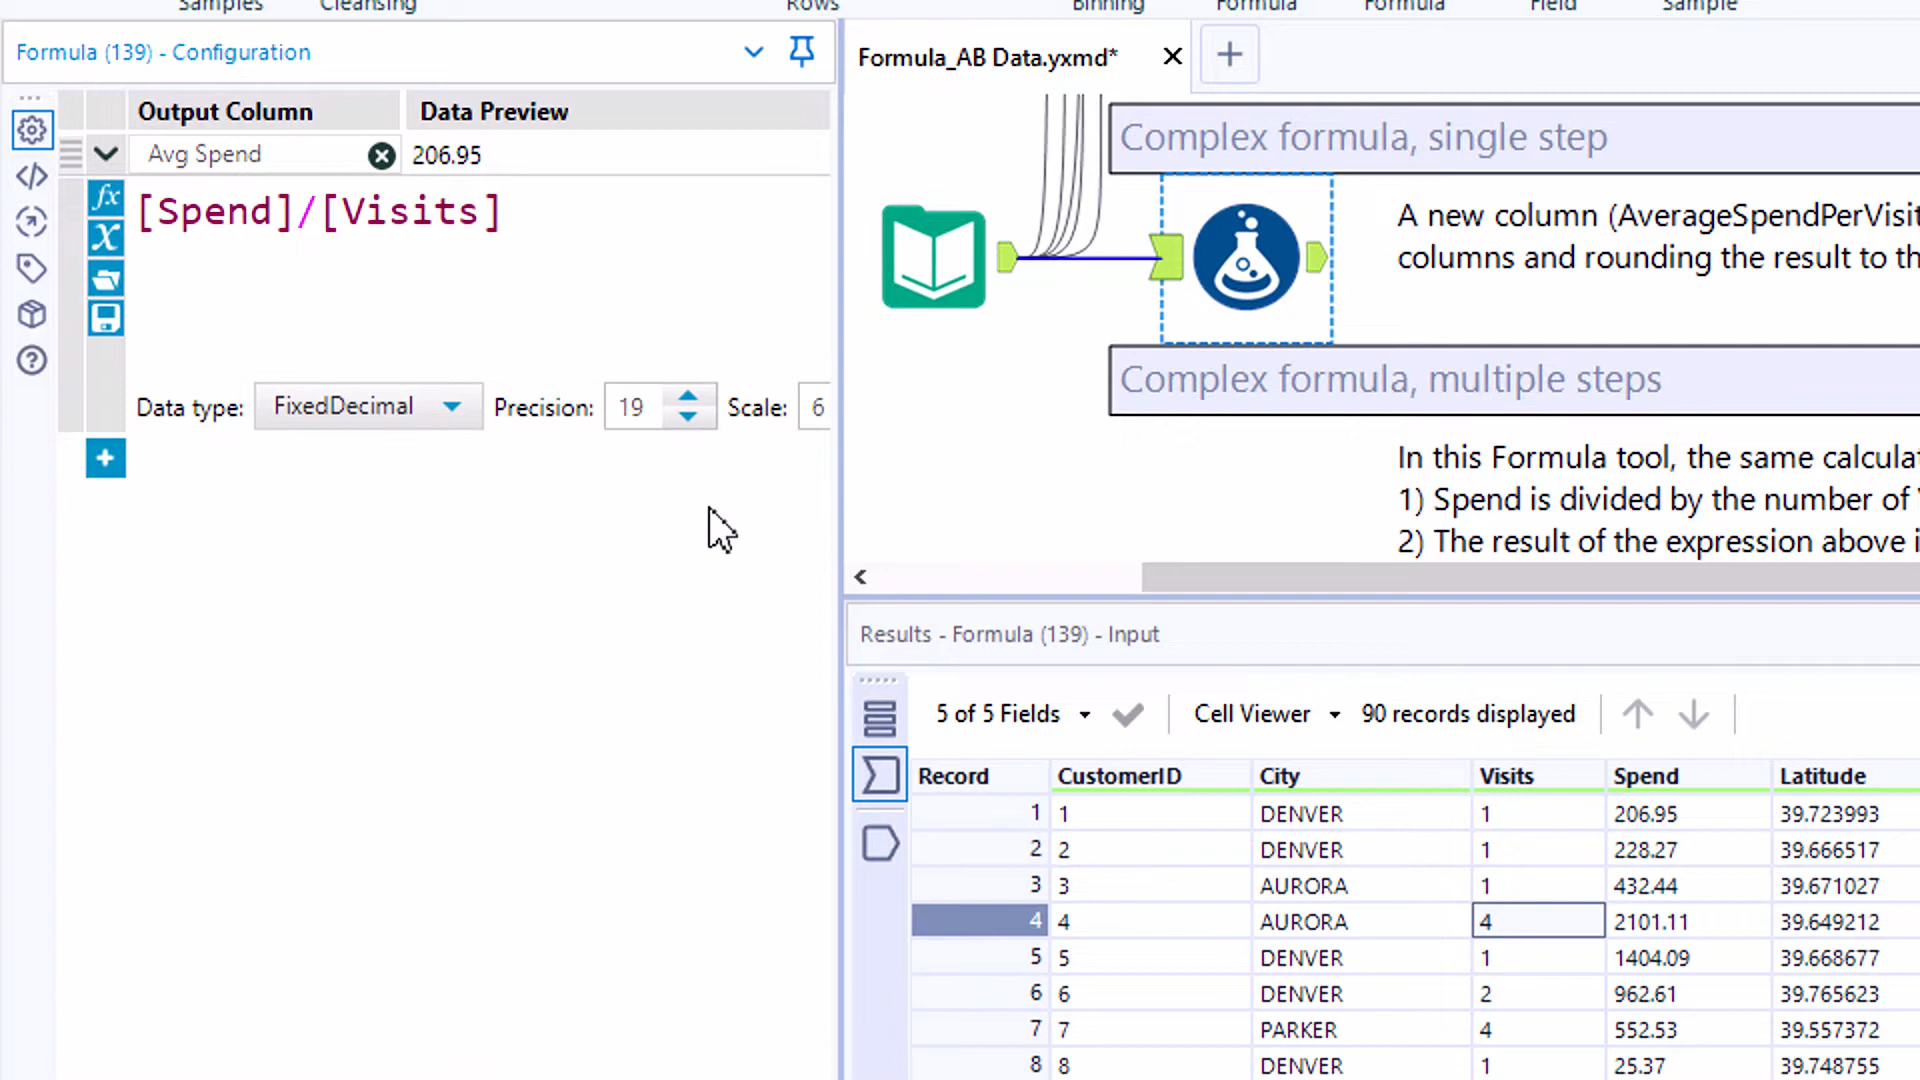 Samples Cleansing Rows Binning Formula Formula Field Sample
Formula (139) - Configuration
Output Column Data Preview
Avg Spend 206.95
fx [Spend]/[Visits]
X
Data type: FixedDecimal Precision: 19 Scale: 6
Formula_AB Data.yxmd*
Complex formula, single step
A new column (AverageSpendPerVisit
columns and rounding the result to th
Complex formula, multiple steps
In this Formula tool, the same calcula
1) Spend is divided by the number of
2) The result of the expression above i
Results - Formula (139) - Input
5 of 5 Fields Cell Viewer 90 records displayed
Record CustomerID City Visits Spend Latitude
1 1 DENVER 1 206.95 39.723993
2 2 DENVER 1 228.27 39.666517
3 3 AURORA 1 432.44 39.671027
4 4 AURORA 4 2101.11 39.649212
5 5 DENVER 1 1404.09 39.668677
6 6 DENVER 2 962.61 39.765623
7 7 PARKER 4 552.53 39.557372
8 8 DENVER 1 25.37 39.748755